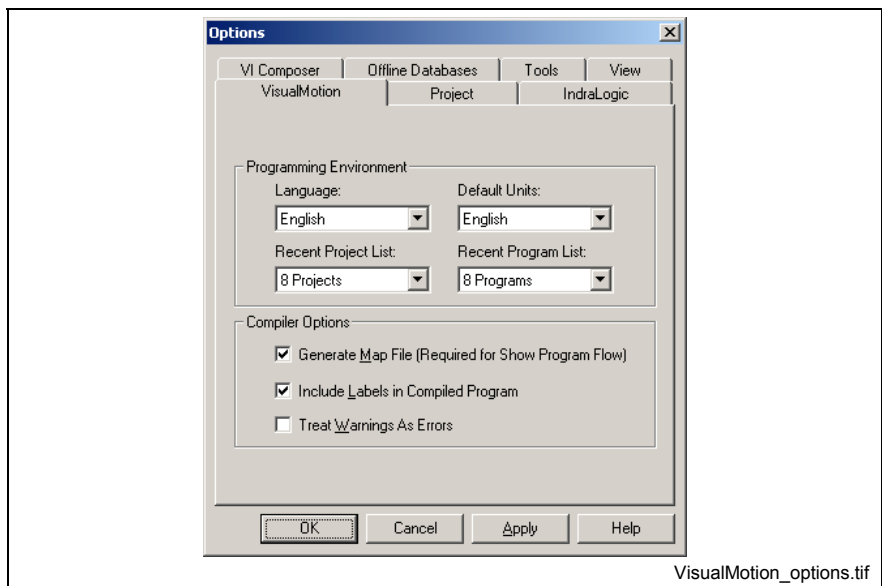 Options
VI Composer Offline Databases Tools View
VisualMotion Project IndraLogic
Programming Environment
Language: Default Units:
English English
Recent Project List: Recent Program List:
8 Projects 8 Programs
Compiler Options
Generate Map File (Required for Show Program Flow)
Include Labels in Compiled Program
Treat Warnings As Errors
OK Cancel Apply Help
VisualMotion_options.tif